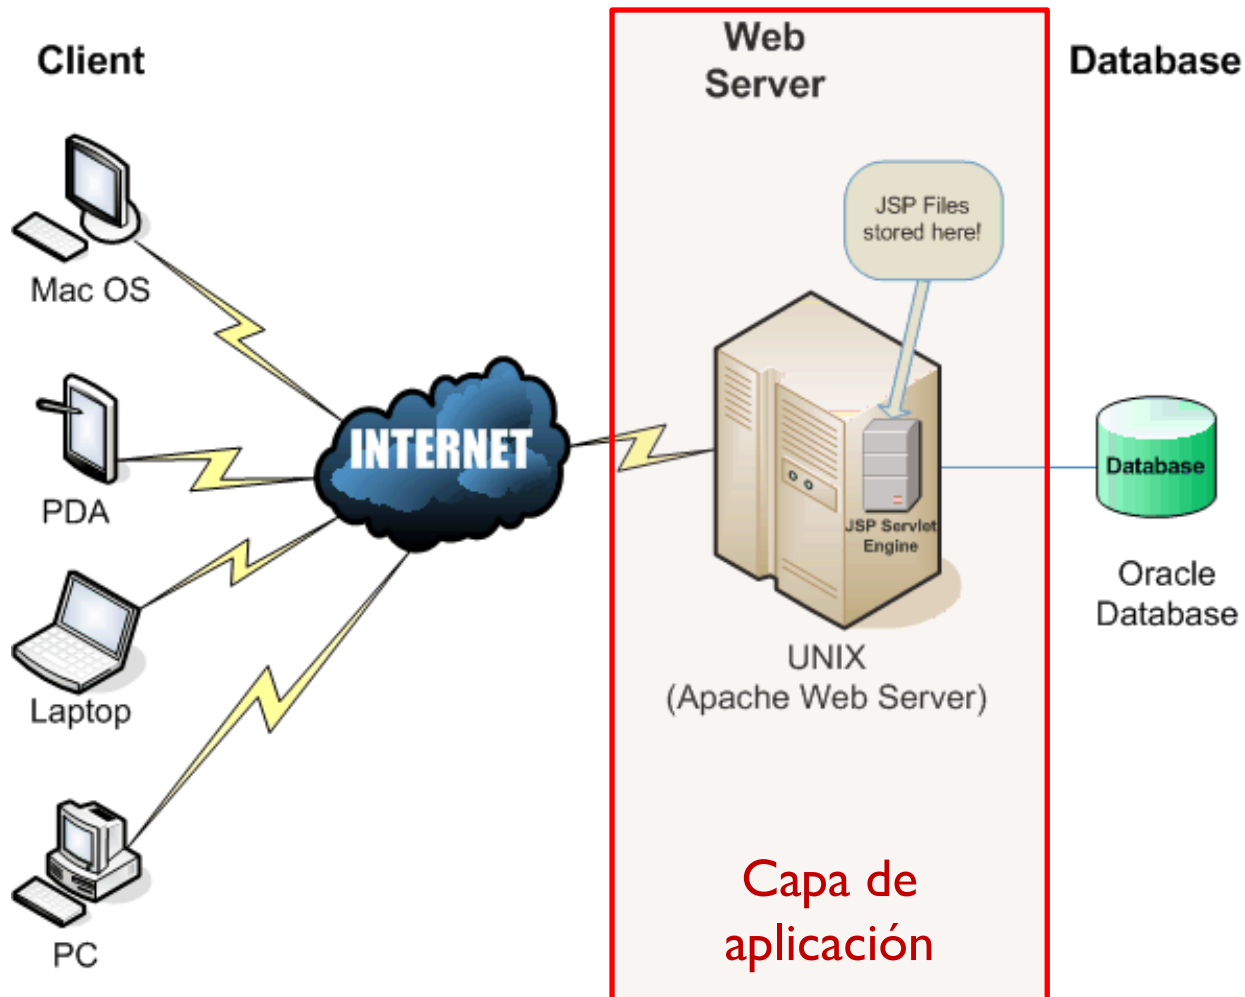 Client
Web
Server
Database
JSP Files
stored here!
Mac OS
INTERNET
PDA
Database
JSP Servlet
Engine
Oracle
Database
UNIX
(Apache Web Server)
Laptop
Capa de
aplicación
PC